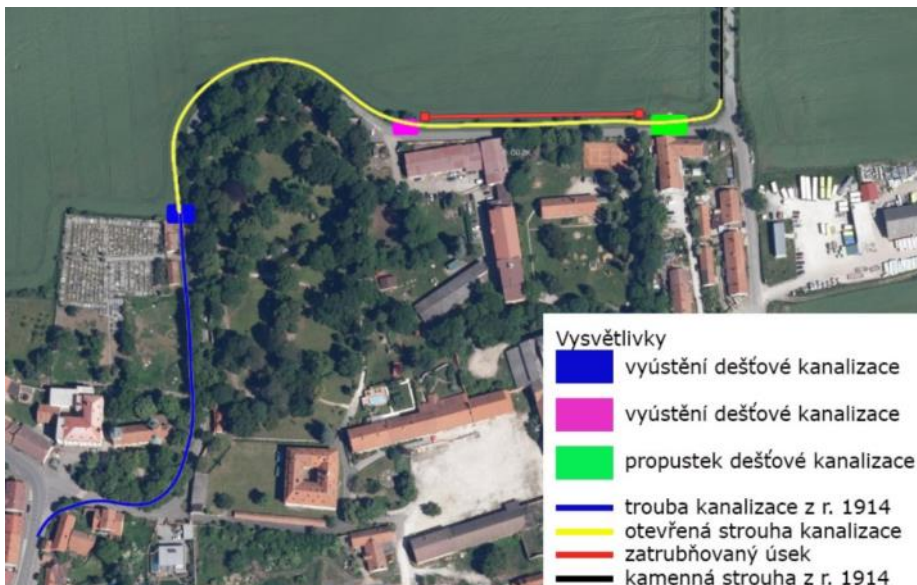 Vysvětlivky
vyústění dešťové kanalizace
vyústění dešťové kanalizace
propustek dešťové kanalizace
trouba kanalizace z r. 1914
otevřená strouha kanalizace
zatrubňovaný úsek
kamenná strouha z r. 1914